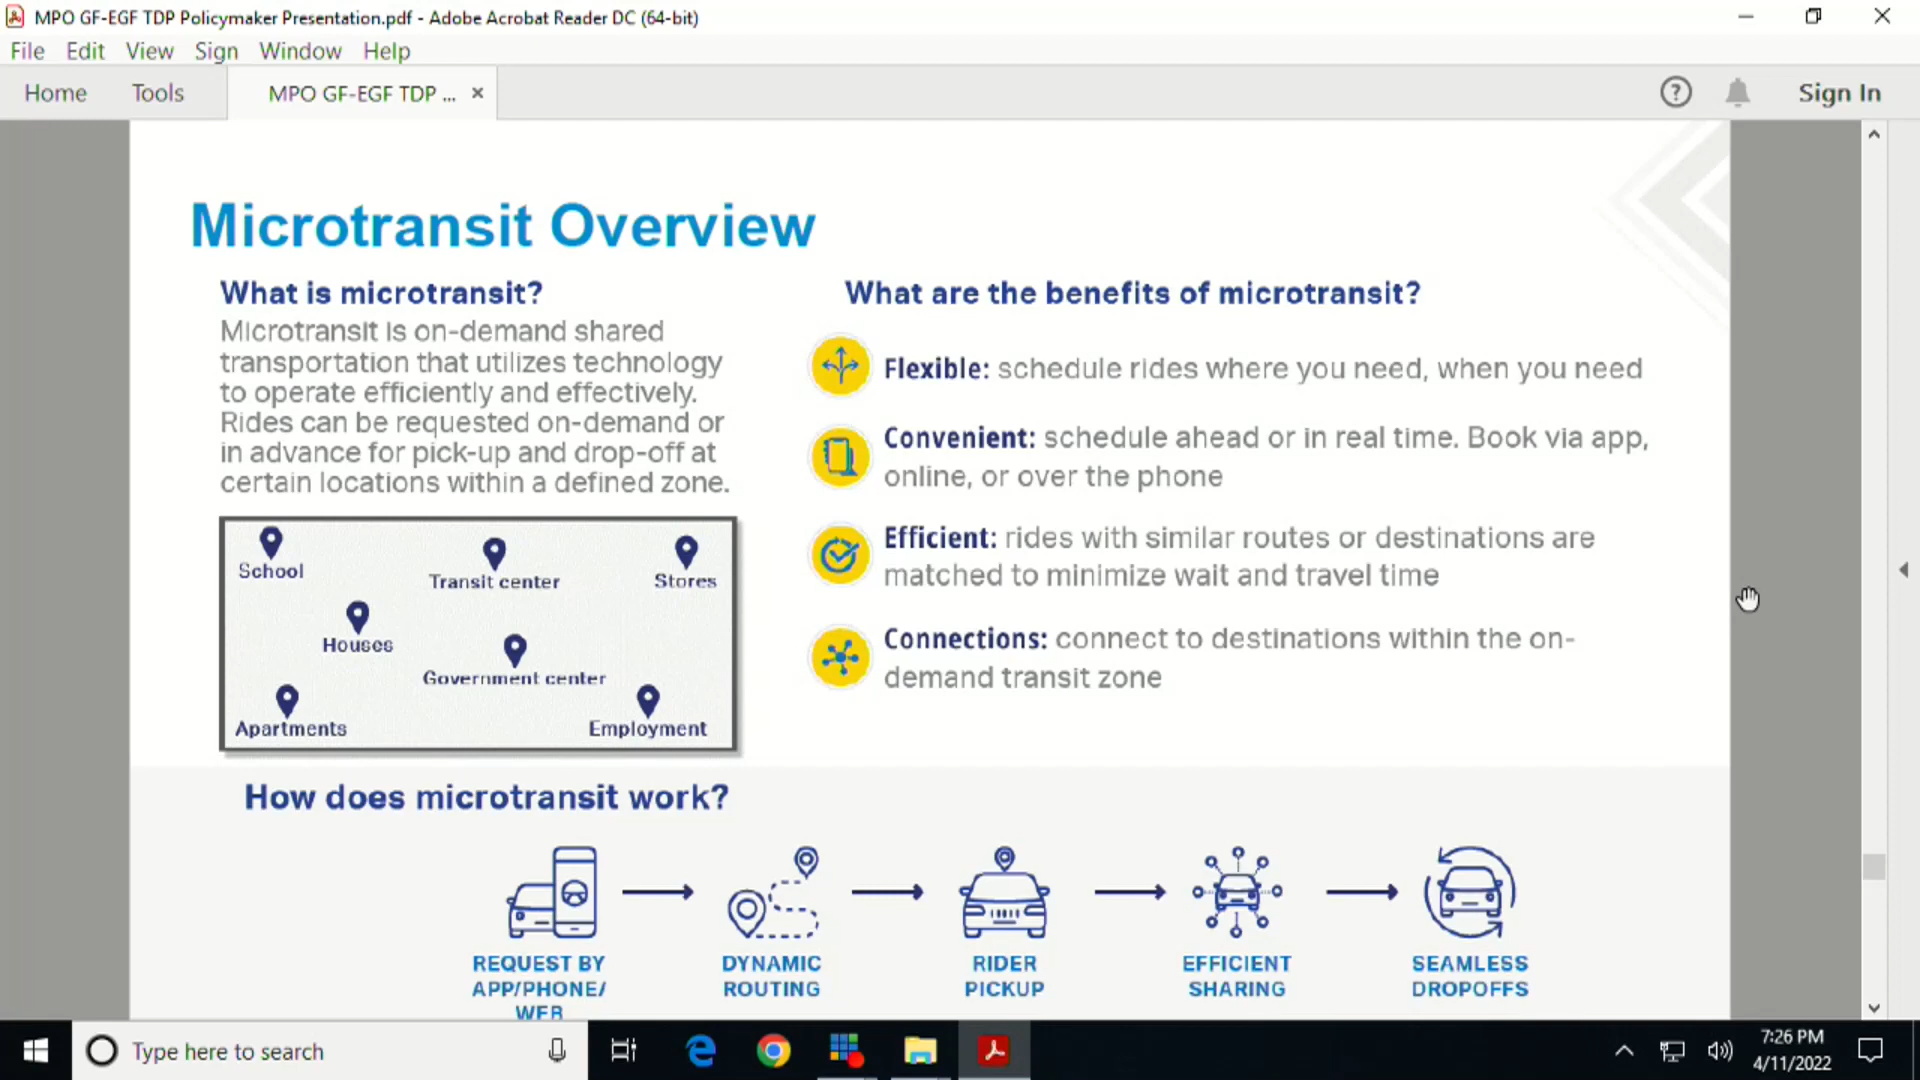 MPO GF-EGF TDP Policymaker Presentation.pdf - Adobe Acrobat Reader DC (64-bit)
File Edit View Sign Window Help
Home Tools MPO GF-EGF TDP ... × Sign In
Microtransit Overview
What is microtransit?
Microtransit is on-demand shared
transportation that utilizes technology
to operate efficiently and effectively.
Rides can be requested on-demand or
in advance for pick-up and drop-off at
certain locations within a defined zone.
School
Transit center
Stores
Houses
Government center
Apartments
Employment
What are the benefits of microtransit?
Flexible: schedule rides where you need, when you need
Convenient: schedule ahead or in real time. Book via app,
online, or over the phone
Efficient: rides with similar routes or destinations are
matched to minimize wait and travel time
Connections: connect to destinations within the on-
demand transit zone
How does microtransit work?
REQUEST BY
APP/PHONE/
WEB
DYNAMIC
ROUTING
RIDER
PICKUP
EFFICIENT
SHARING
SEAMLESS
DROPOFFS
Type here to search
7:26 PM
4/11/2022